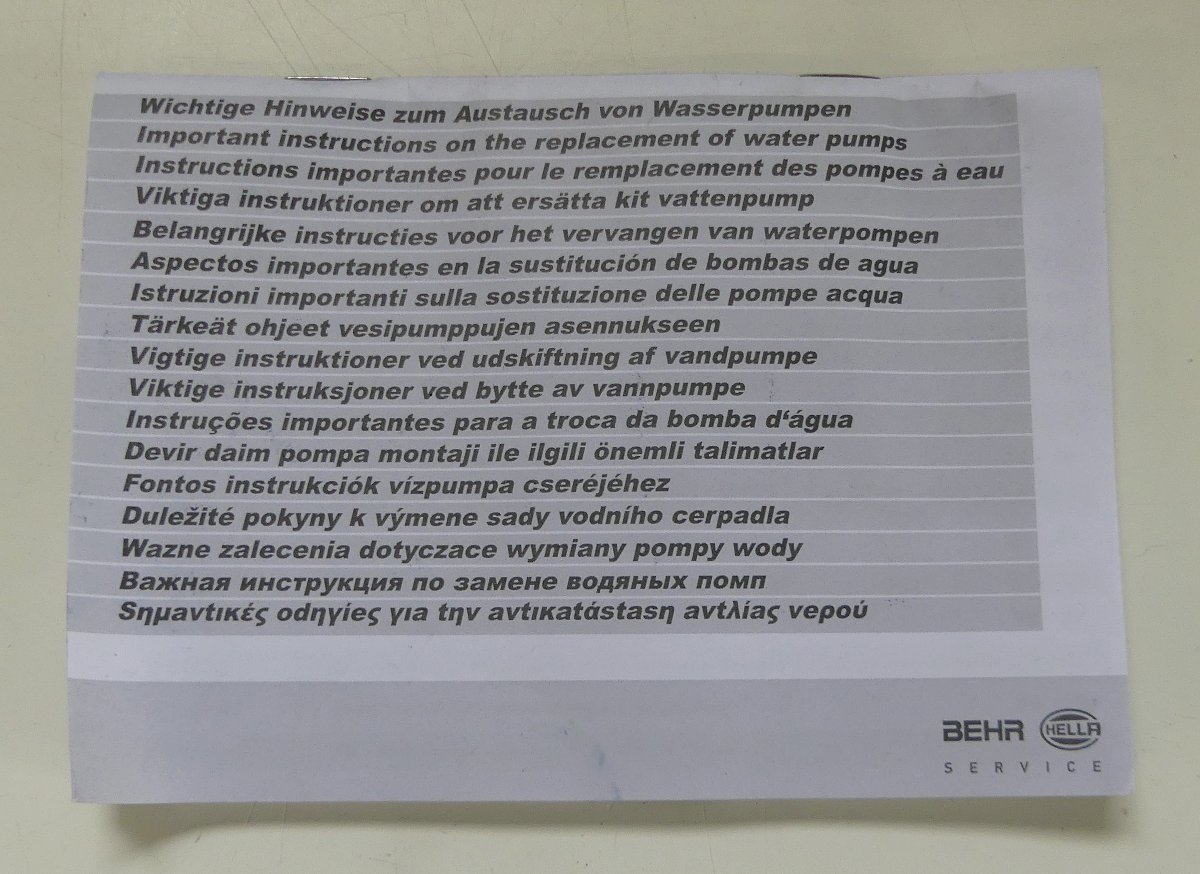 Wichtige Hinweise zum Austausch von Wasserpumpen
Important instructions on the replacement of water pumps
Instructions importantes pour le remplacement des pompes à eau
Viktiga instruktioner om att ersätta kit vattenpump
Belangrijke instructies voor het vervangen van waterpompen
Aspectos importantes en la sustitución de bombas de agua
Istruzioni importanti sulla sostituzione delle pompe acqua
Tärkeät ohjeet vesipumppujen asennukseen
Vigtige instruktioner ved udskiftning af vandpumpe
Viktige instruksjoner ved bytte av vannpumpe
Instruções importantes para a troca da bomba d‘água
Devir daim pompa montaji ile ilgili önemli talimatlar
Fontos instrukciók vízpumpa cseréjéhez
Duležité pokyny k výmene sady vodního cerpadla
Wazne zalecenia dotyczace wymiany pompy wody
Важная инструкция по замене водяных помп
Sημαντικές οdηγίες για tην αντικαtάstasη αντλίας νερού
BEHR HELLA
SERVICE